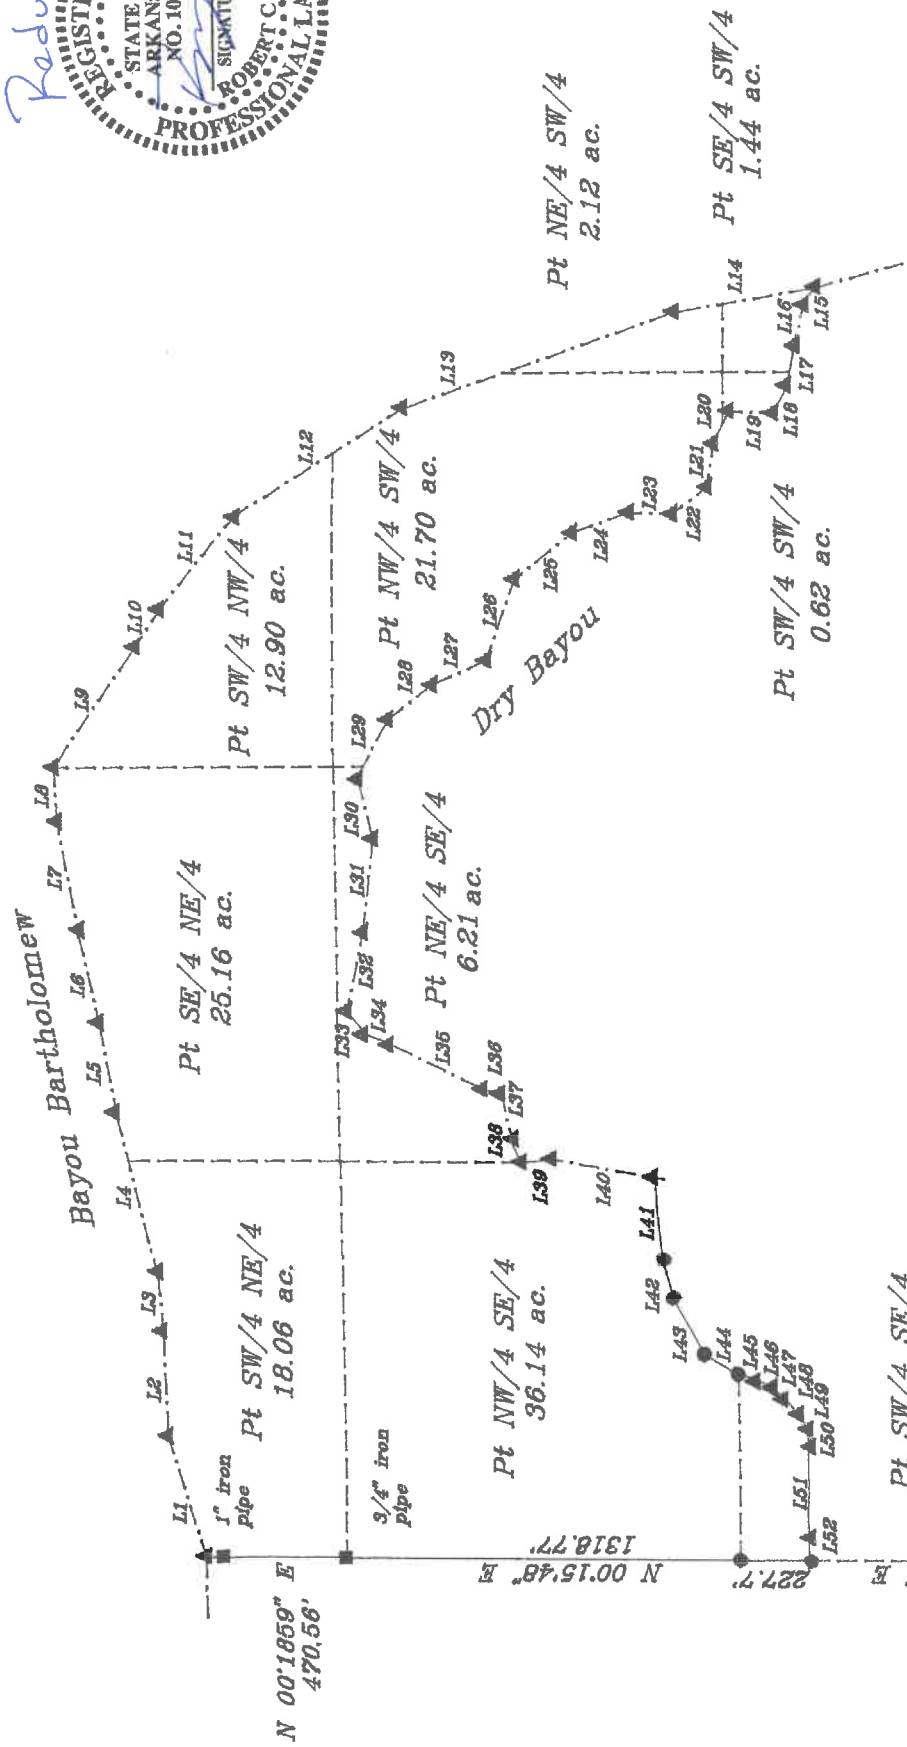 Redu
REGIST
STATE
ARKAN
NO. 10
SIGNATU
ROBERT C
PROFESSIONAL LA
Bayou Bartholomew
L1
L2
L3
L4
L5
L6
L7
L8
L9
L10
L11
L12
L13
L14
L15
L16
L17
L18
L19
L20
L21
L22
L23
L24
L25
L26
L27
L28
L29
L30
L31
L32
L33
L34
L35
L36
L37
L38
L39
L40
L41
L42
L43
L44
L45
L46
L47
L48
L49
L50
L51
L52
Pt NE/4 SW/4
2.12 ac.
Pt SE/4 SW/4
1.44 ac.
Pt SW/4 NW/4
12.90 ac.
Pt NW/4 SW/4
21.70 ac.
Pt SW/4 SW/4
0.62 ac.
Dry Bayou
Pt SE/4 NE/4
25.16 ac.
Pt NE/4 SE/4
6.21 ac.
Pt SW/4 NE/4
18.06 ac.
Pt NW/4 SE/4
36.14 ac.
1" iron
pipe
3/4" iron
pipe
N 00°18'59" E
470.56'
N 00°15'48" E
1318.77'
227.7'
E
Pt SW/4 SE/4